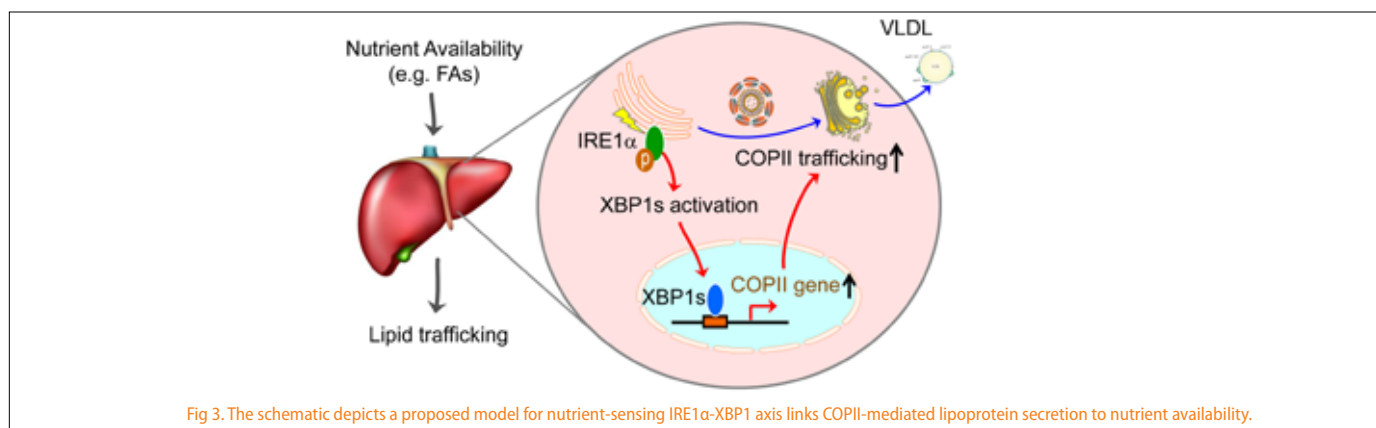 Nutrient Availability
(e.g. FAs)
Lipid trafficking
VLDL
IRE1α
p
COPII trafficking
XBP1s activation
COPII gene
XBP1s
Fig 3. The schematic depicts a proposed model for nutrient-sensing IRE1α-XBP1 axis links COPII-mediated lipoprotein secretion to nutrient availability.